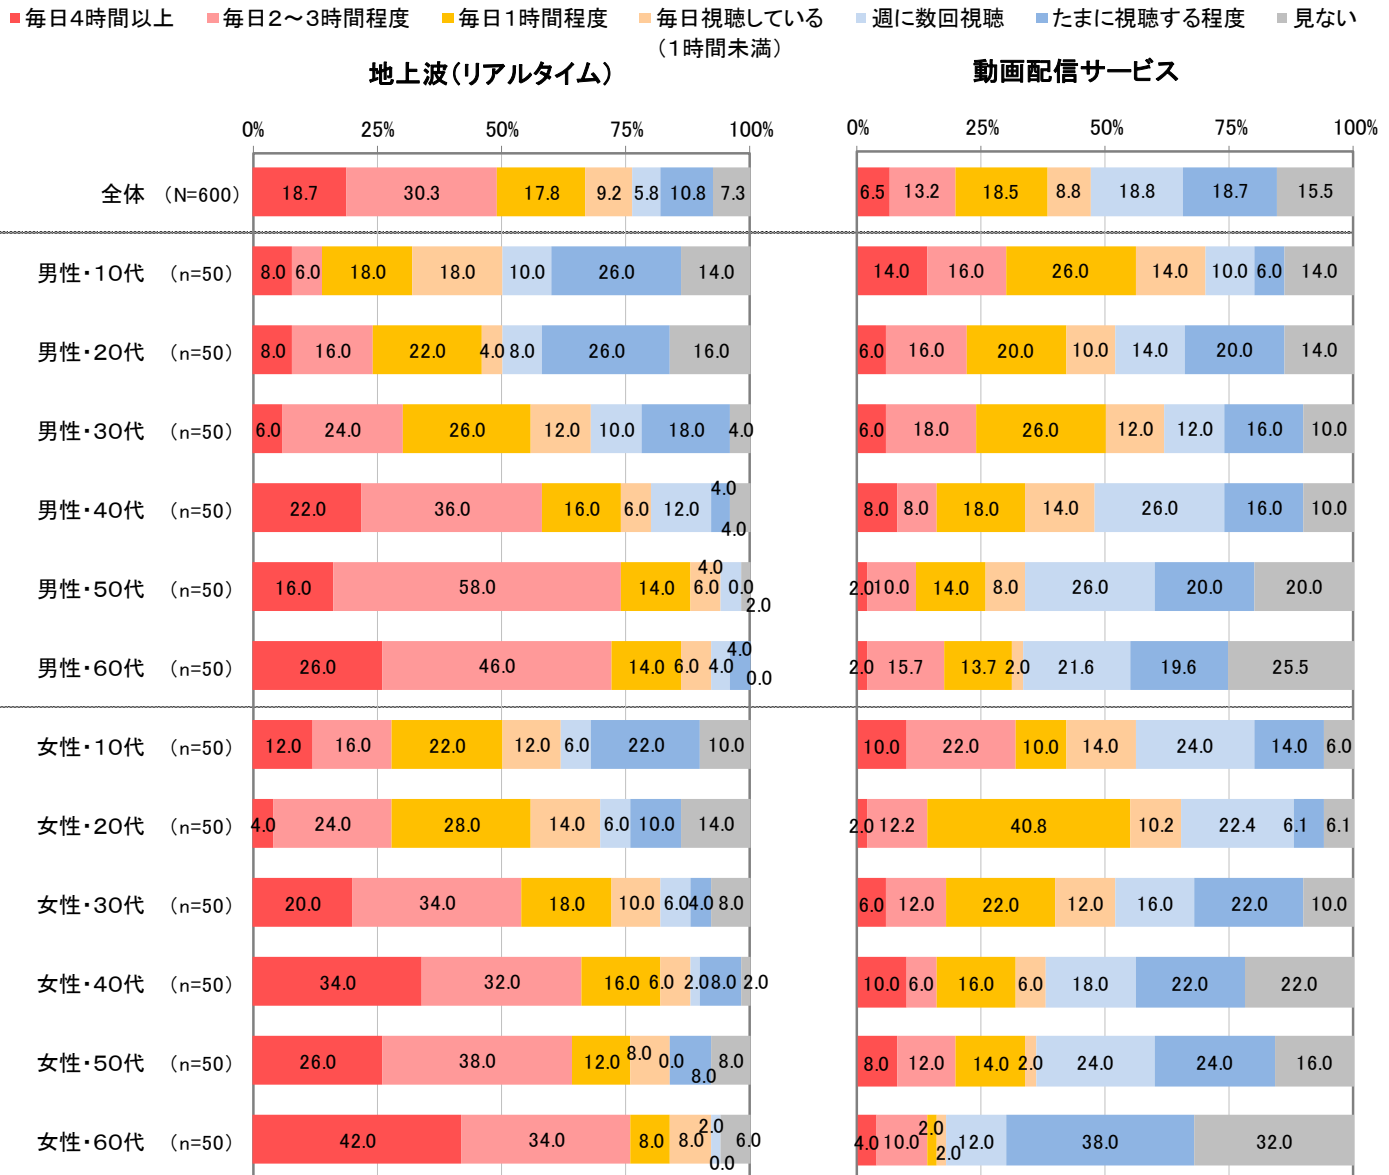 毎日４時間以上 毎日２～３時間程度 毎日１時間程度 毎日視聴している 週に数回視聴 たまに視聴する程度 見ない
（１時間未満）
地上波（リアルタイム） 動画配信サービス
0% 25% 50% 75% 100% 0% 25% 50% 75% 100%
全体 （N=600） 18.7 30.3 17.8 9.2 5.8 10.8 7.3 6.5 13.2 18.5 8.8 18.8 18.7 15.5
男性・１０代 （n=50） 8.0 6.0 18.0 18.0 10.0 26.0 14.0 14.0 16.0 26.0 14.0 10.0 6.0 14.0
男性・２０代 （n=50） 8.0 16.0 22.0 4.0 8.0 26.0 16.0 6.0 16.0 20.0 10.0 14.0 20.0 14.0
男性・３０代 （n=50） 6.0 24.0 26.0 12.0 10.0 18.0 4.0 6.0 18.0 26.0 12.0 12.0 16.0 10.0
男性・４０代 （n=50） 22.0 36.0 16.0 6.0 12.0 4.0 4.0 8.0 8.0 18.0 14.0 26.0 16.0 10.0
男性・５０代 （n=50） 16.0 58.0 14.0 6.0 4.0 0.0 2.0 2.0 10.0 14.0 8.0 26.0 20.0 20.0
男性・６０代 （n=50） 26.0 46.0 14.0 6.0 4.0 4.0 0.0 2.0 15.7 13.7 2.0 21.6 19.6 25.5
女性・１０代 （n=50） 12.0 16.0 22.0 12.0 6.0 22.0 10.0 10.0 22.0 10.0 14.0 24.0 14.0 6.0
女性・２０代 （n=50） 4.0 24.0 28.0 14.0 6.0 10.0 14.0 2.0 12.2 40.8 10.2 22.4 6.1 6.1
女性・３０代 （n=50） 20.0 34.0 18.0 10.0 6.0 4.0 8.0 6.0 12.0 22.0 12.0 16.0 22.0 10.0
女性・４０代 （n=50） 34.0 32.0 16.0 6.0 2.0 8.0 2.0 10.0 6.0 16.0 6.0 18.0 22.0 22.0
女性・５０代 （n=50） 26.0 38.0 12.0 8.0 0.0 8.0 8.0 8.0 12.0 14.0 2.0 24.0 24.0 16.0
女性・６０代 （n=50） 42.0 34.0 8.0 8.0 2.0 0.0 6.0 4.0 10.0 2.0 2.0 12.0 38.0 32.0